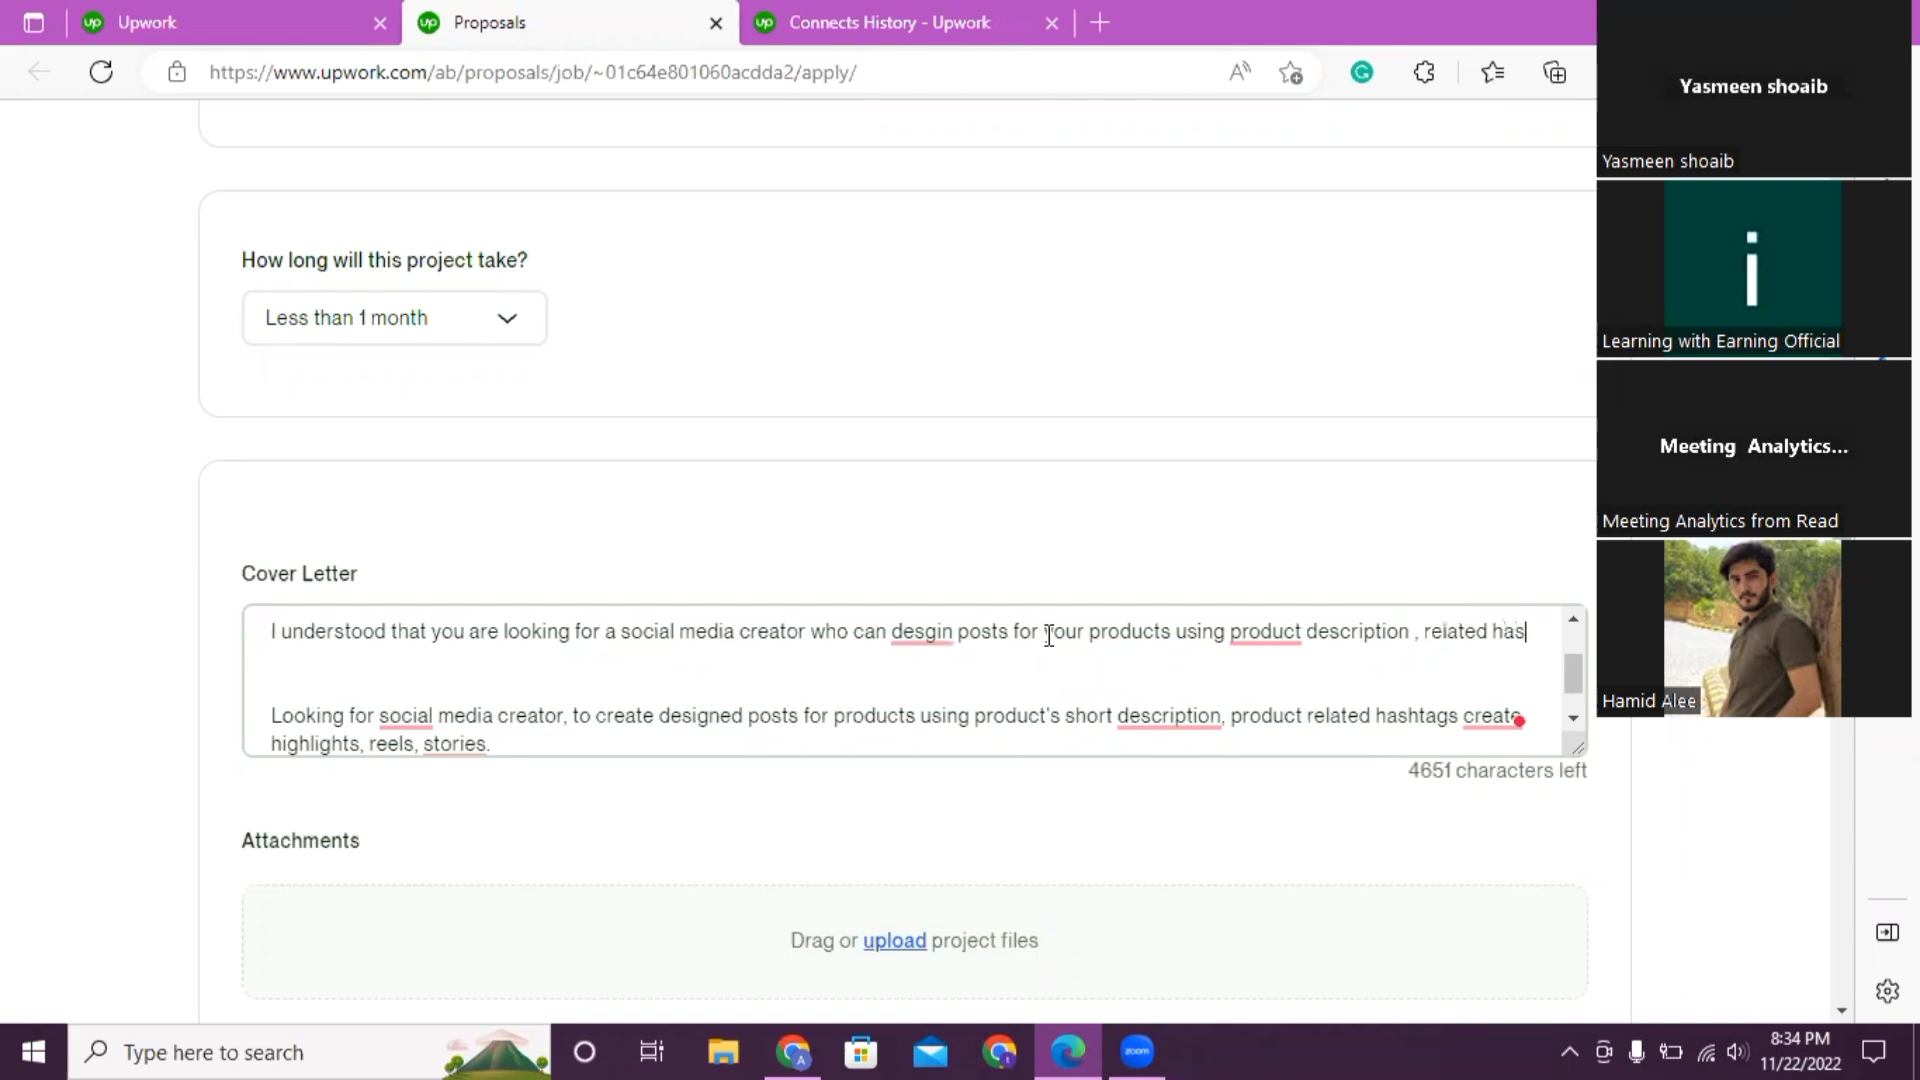 Upwork
Proposals
Connects History - Upwork
https://www.upwork.com/ab/proposals/job/~01c64e801060acdda2/apply/
Yasmeen shoaib
Yasmeen shoaib
i
Learning with Earning Official
Meeting Analytics...
Meeting Analytics from Read
Hamid Alee
How long will this project take?
Less than 1 month
Cover Letter
I understood that you are looking for a social media creator who can desgin posts for your products using product description , related has
Looking for social media creator, to create designed posts for products using product's short description, product related hashtags create
highlights, reels, stories.
4651 characters left
Attachments
Drag or upload project files
Type here to search
zoom
8:34 PM
11/22/2022